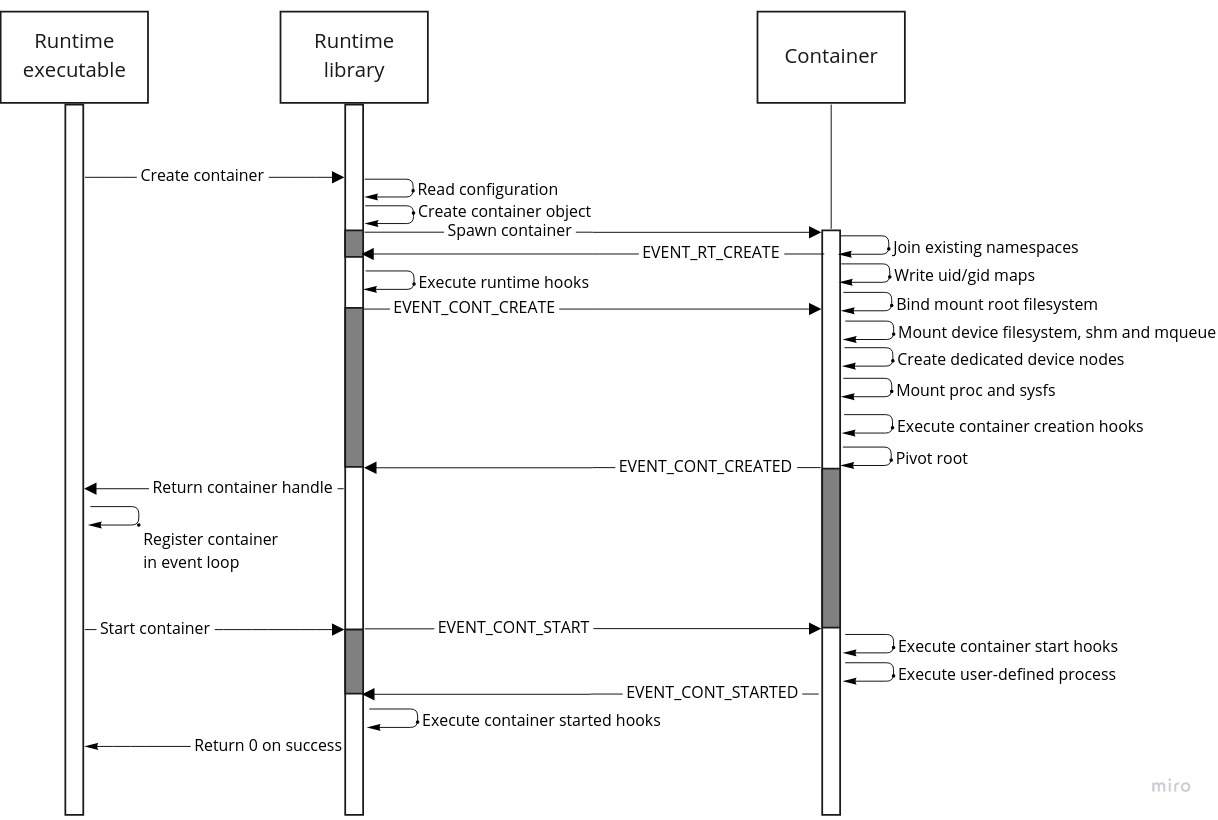 Runtime
executable
Runtime
library
Container
Create container
Read configuration
Create container object
Spawn container
EVENT_RT_CREATE
Join existing namespaces
Write uid/gid maps
Execute runtime hooks
EVENT_CONT_CREATE
Bind mount root filesystem
Mount device filesystem, shm and mqueue
Create dedicated device nodes
Mount proc and sysfs
Execute container creation hooks
Pivot root
EVENT_CONT_CREATED
Return container handle
Register container
in event loop
Start container
EVENT_CONT_START
Execute container start hooks
Execute user-defined process
EVENT_CONT_STARTED
Execute container started hooks
Return 0 on success
miro